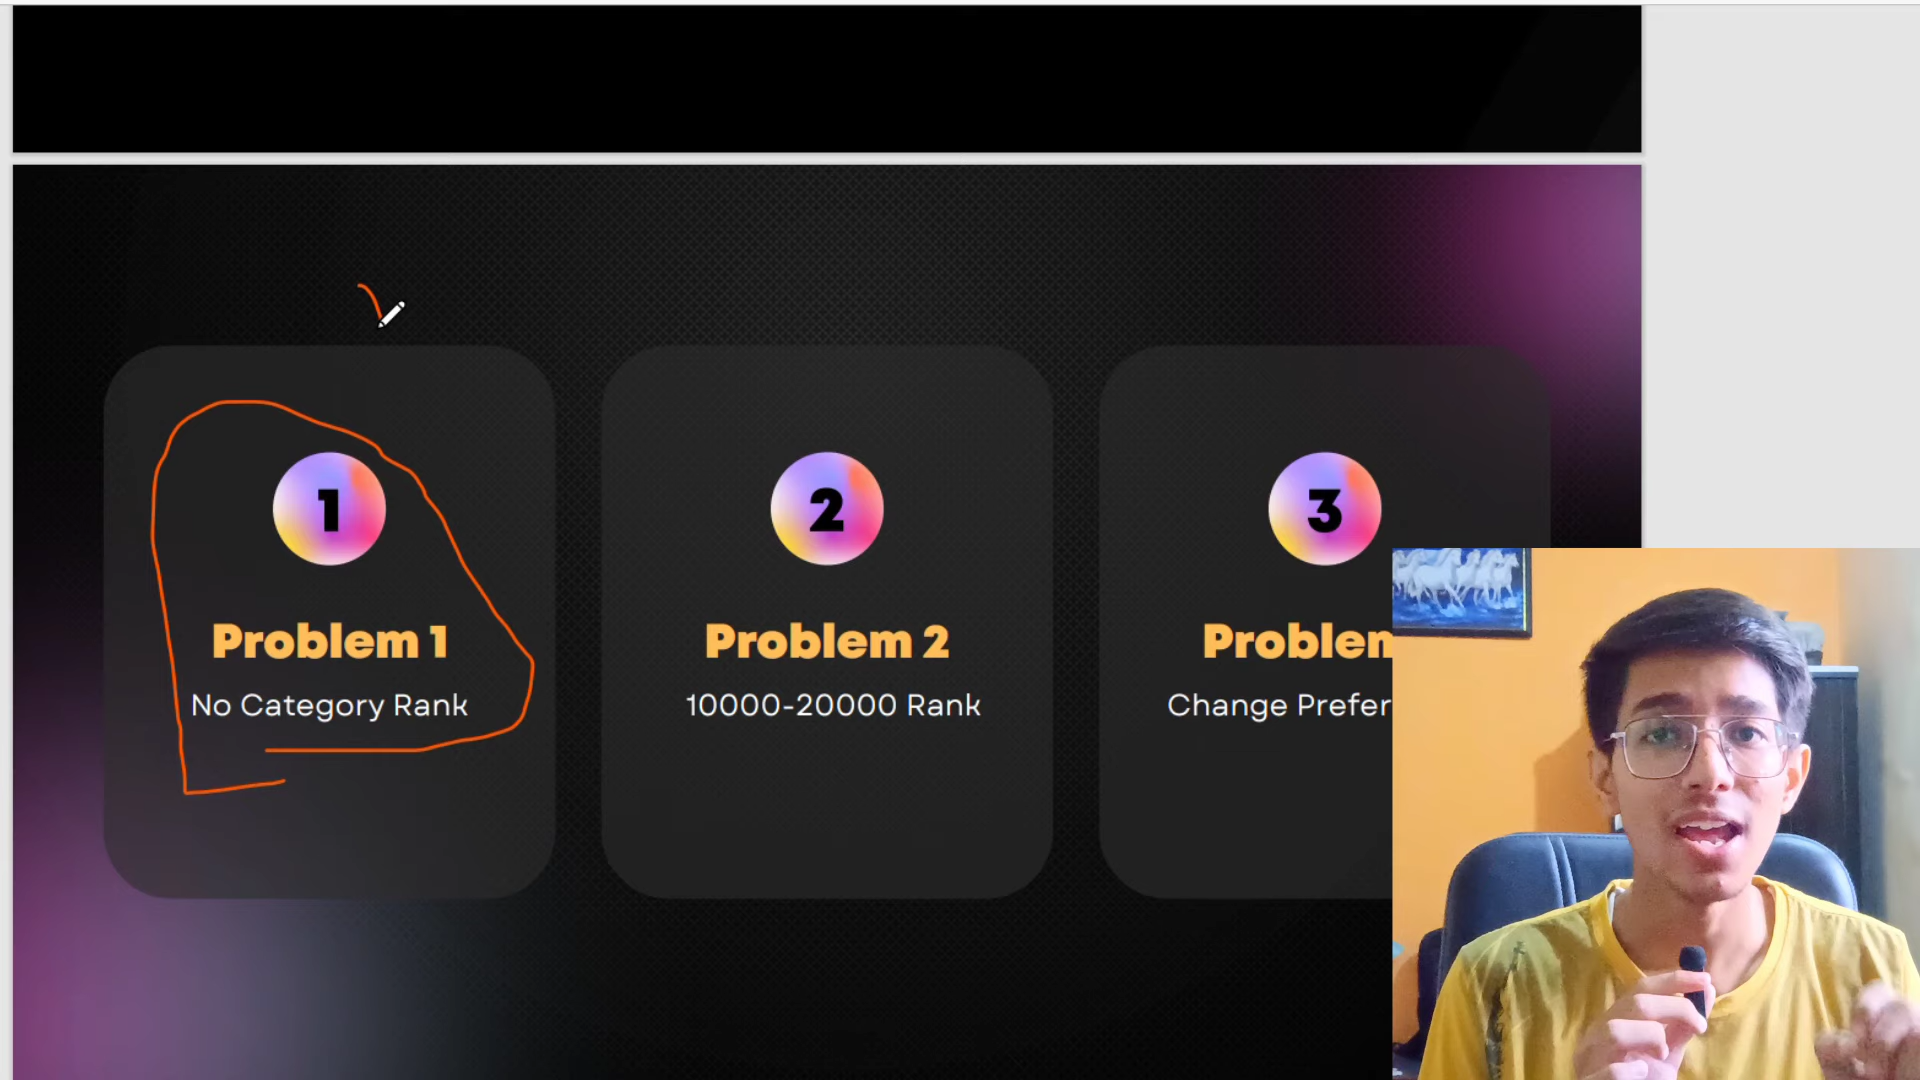 1
Problem 1
No Category Rank
2
Problem 2
10000-20000 Rank
3
Problem
Change Prefer